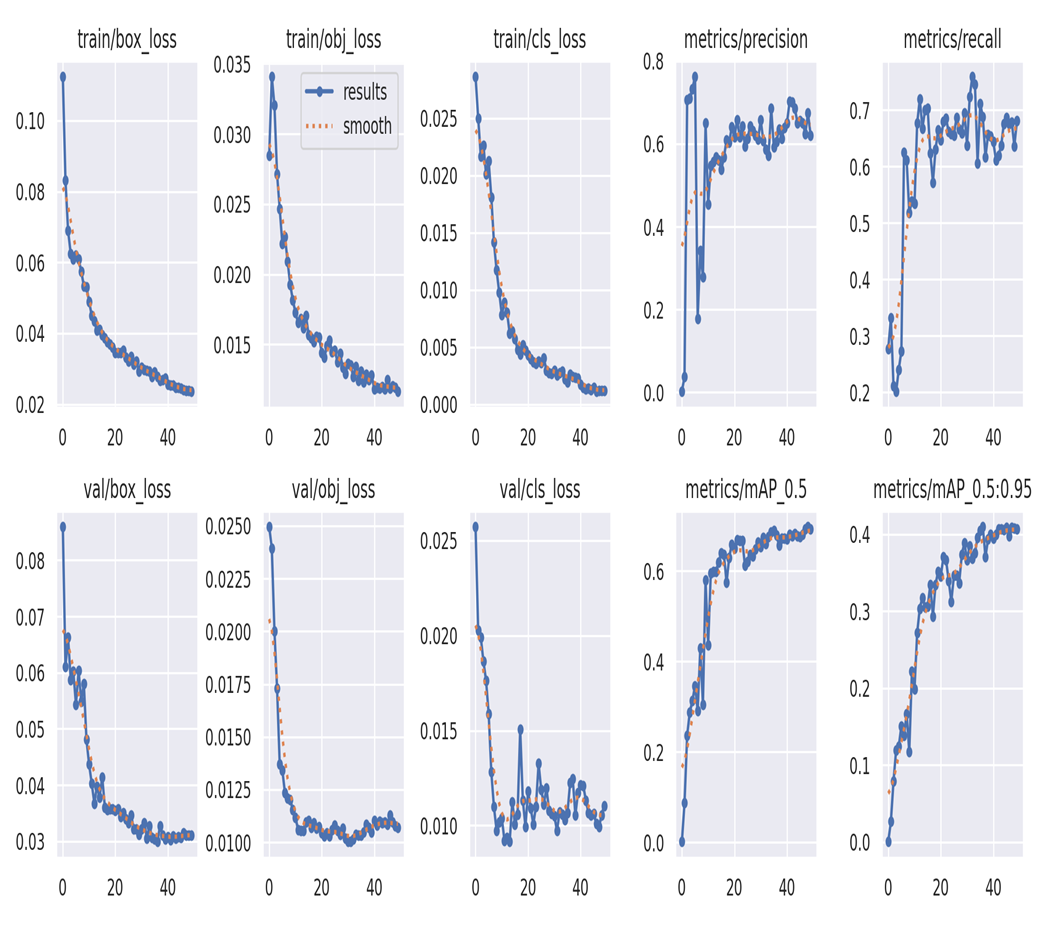 train/box_loss
0.10
0.08
0.06
0.04
0.02
0 20 40
train/obj_loss
results
smooth
0.035
0.030
0.025
0.020
0.015
0 20 40
train/cls_loss
0.025
0.020
0.015
0.010
0.005
0.000
0 20 40
metrics/precision
0.8
0.6
0.4
0.2
0.0
0 20 40
metrics/recall
0.7
0.6
0.5
0.4
0.3
0.2
0 20 40
val/box_loss
0.08
0.07
0.06
0.05
0.04
0.03
0 20 40
val/obj_loss
0.0250
0.0225
0.0200
0.0175
0.0150
0.0125
0.0100
0 20 40
val/cls_loss
0.025
0.020
0.015
0.010
0 20 40
metrics/mAP_0.5
0.6
0.4
0.2
0.0
0 20 40
metrics/mAP_0.5:0.95
0.4
0.3
0.2
0.1
0.0
0 20 40